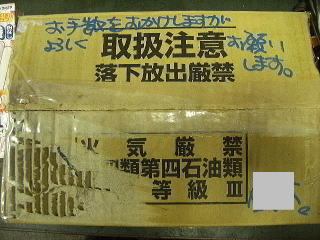 お手数をおかけしますが
よろしく
取扱注意
お願い
します。
落下放出厳禁
火気厳禁
類第四石油類
等級Ⅲ